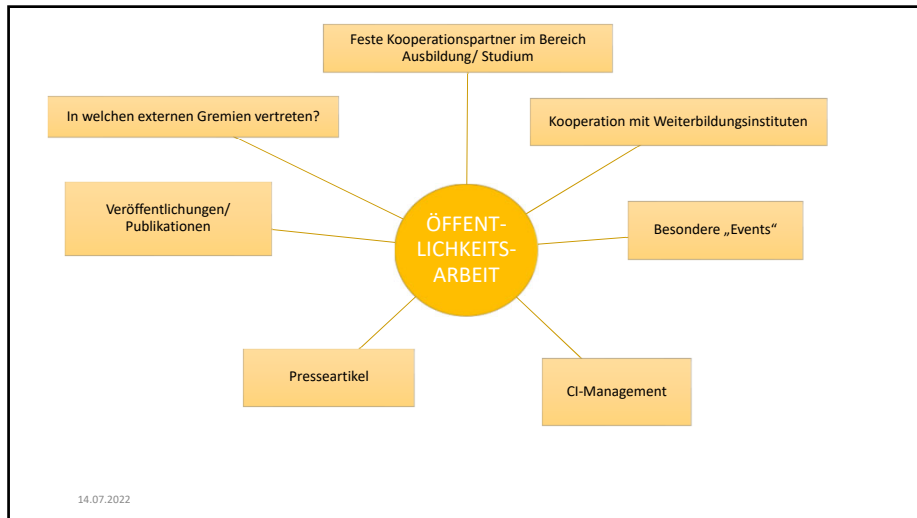 Feste Kooperationspartner im Bereich
Ausbildung/ Studium
In welchen externen Gremien vertreten?
Kooperation mit Weiterbildungsinstituten
Veröffentlichungen/
Publikationen
ÖFFENT-
LICHKEITS-
ARBEIT
Besondere „Events“
Presseartikel
CI-Management
14.07.2022